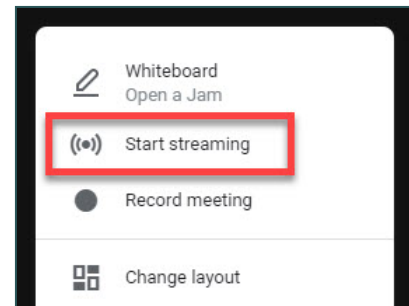 Whiteboard
Open a Jam
Start streaming
Record meeting
Change layout